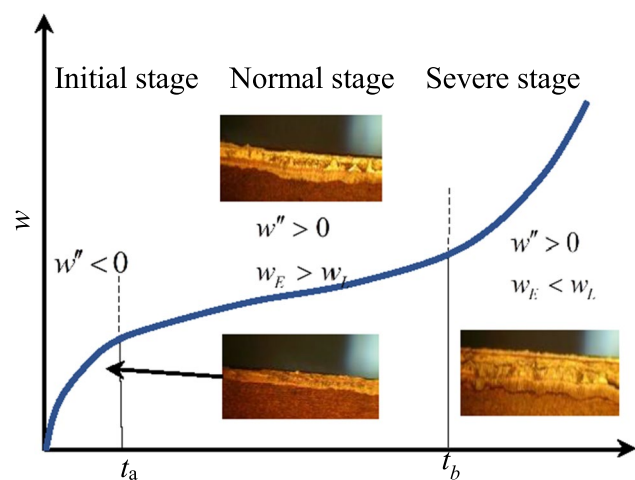 Initial stage Normal stage Severe stage
w
w″ < 0
w″ > 0
w_E > w_L
w″ > 0
w_E < w_L
t_a t_b